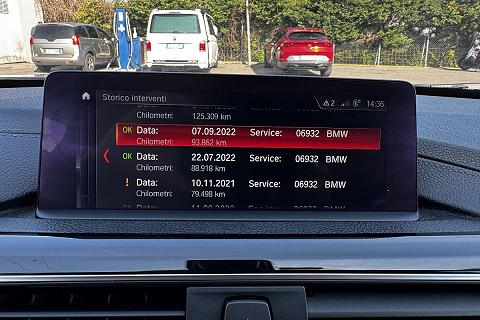 Storico Interventi
2
14:36
Chilometri: 125.309 km
OK Data: 07.09.2022 Service: 06932 BMW
Chilometri: 93.862 km
OK Data: 22.07.2022 Service: 06932 BMW
Chilometri: 88.918 km
! Data: 10.11.2021 Service: 06932 BMW
Chilometri: 79.498 km